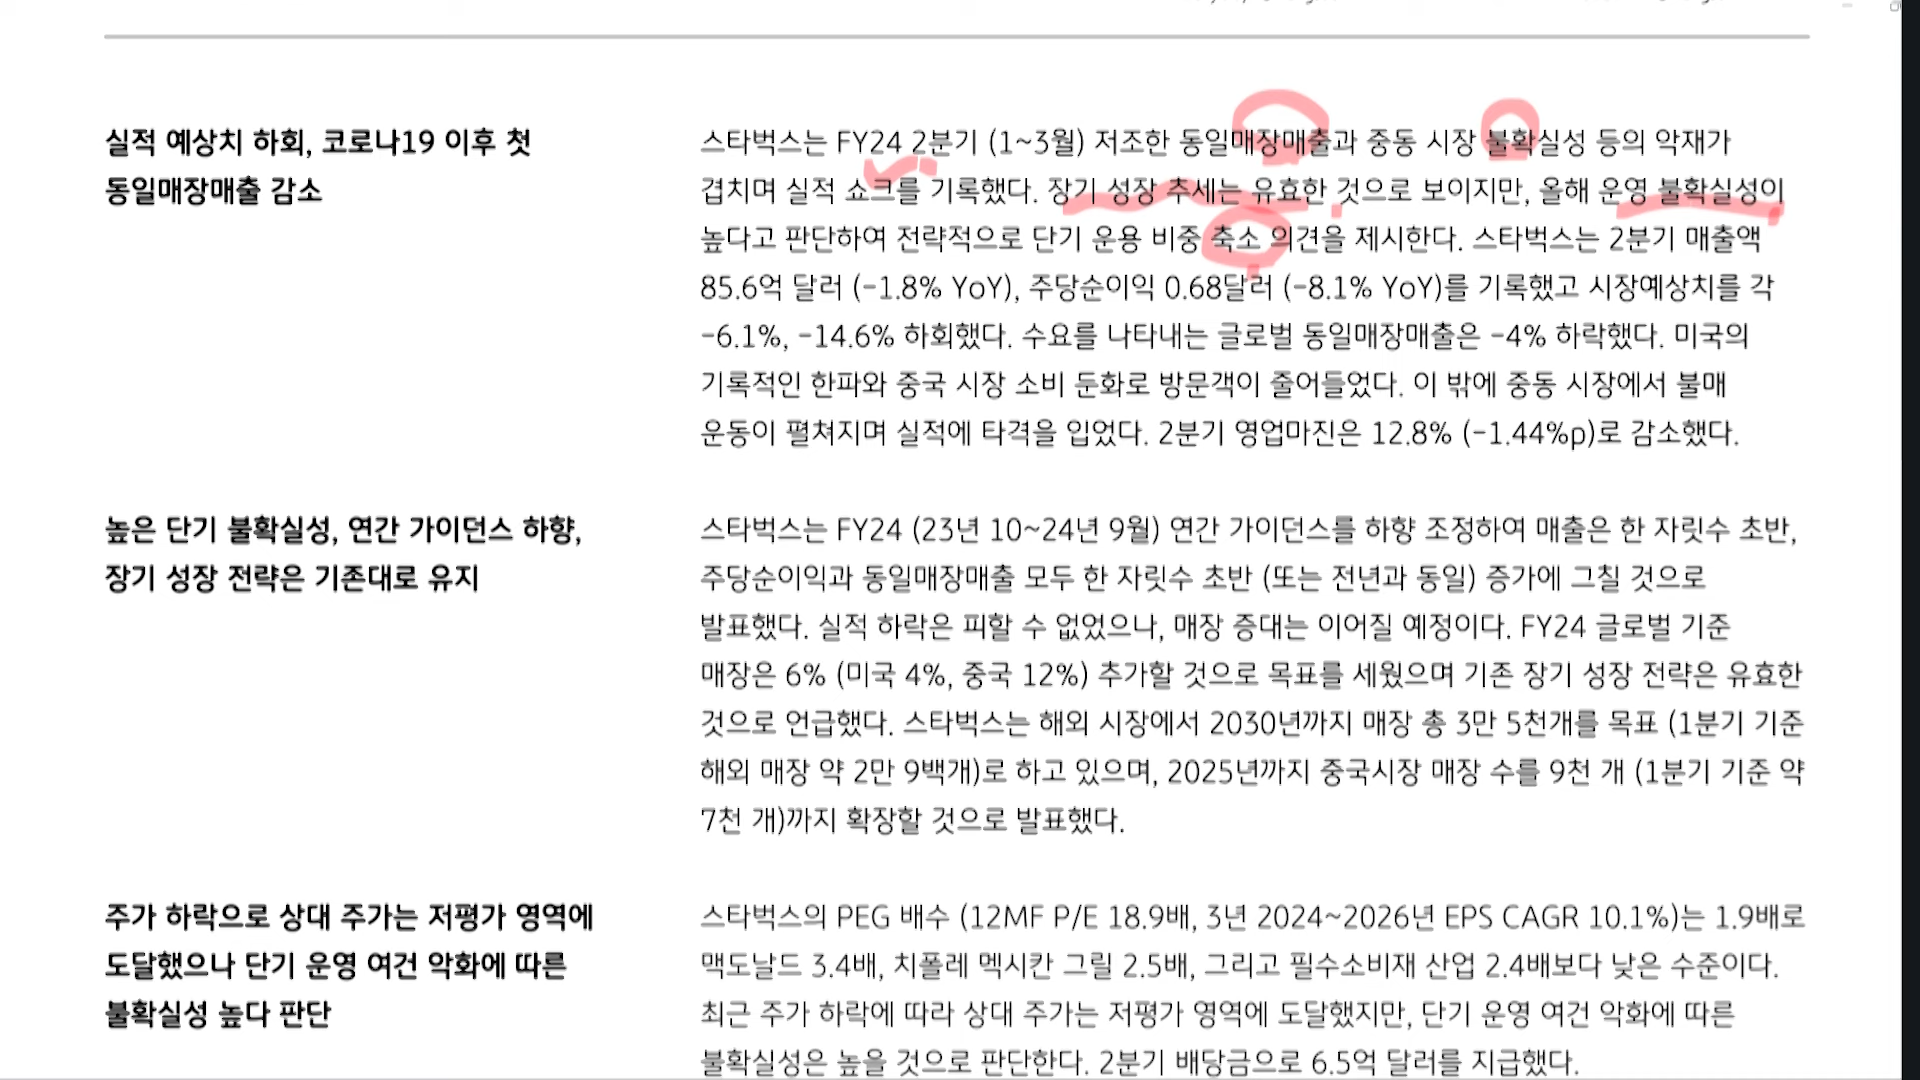 실적 예상치 하회, 코로나19 이후 첫
동일매장매출 감소
스타벅스는 FY24 2분기 (1~3월) 저조한 동일매장매출과 중동 시장 불확실성 등의 악재가
겹치며 실적 쇼크를 기록했다. 장기 성장 추세는 유효한 것으로 보이지만, 올해 운영 불확실성이
높다고 판단하여 전략적으로 단기 운용 비중 축소 의견을 제시한다. 스타벅스는 2분기 매출액
85.6억 달러 (-1.8% YoY), 주당순이익 0.68달러 (-8.1% YoY)를 기록했고 시장예상치를 각
-6.1%, -14.6% 하회했다. 수요를 나타내는 글로벌 동일매장매출은 -4% 하락했다. 미국의
기록적인 한파와 중국 시장 소비 둔화로 방문객이 줄어들었다. 이 밖에 중동 시장에서 불매
운동이 펼쳐지며 실적에 타격을 입었다. 2분기 영업마진은 12.8% (-1.44%p)로 감소했다.
높은 단기 불확실성, 연간 가이던스 하향,
장기 성장 전략은 기존대로 유지
스타벅스는 FY24 (23년 10~24년 9월) 연간 가이던스를 하향 조정하여 매출은 한 자릿수 초반,
주당순이익과 동일매장매출 모두 한 자릿수 초반 (또는 전년과 동일) 증가에 그칠 것으로
발표했다. 실적 하락은 피할 수 없었으나, 매장 증대는 이어질 예정이다. FY24 글로벌 기준
매장은 6% (미국 4%, 중국 12%) 추가할 것으로 목표를 세웠으며 기존 장기 성장 전략은 유효한
것으로 언급했다. 스타벅스는 해외 시장에서 2030년까지 매장 총 3만 5천개를 목표 (1분기 기준
해외 매장 약 2만 9백개)로 하고 있으며, 2025년까지 중국시장 매장 수를 9천 개 (1분기 기준 약
7천 개)까지 확장할 것으로 발표했다.
주가 하락으로 상대 주가는 저평가 영역에
도달했으나 단기 운영 여건 악화에 따른
불확실성 높다 판단
스타벅스의 PEG 배수 (12MF P/E 18.9배, 3년 2024~2026년 EPS CAGR 10.1%)는 1.9배로
맥도날드 3.4배, 치폴레 멕시칸 그릴 2.5배, 그리고 필수소비재 산업 2.4배보다 낮은 수준이다.
최근 주가 하락에 따라 상대 주가는 저평가 영역에 도달했지만, 단기 운영 여건 악화에 따른
불확실성은 높을 것으로 판단한다. 2분기 배당금으로 6.5억 달러를 지급했다.